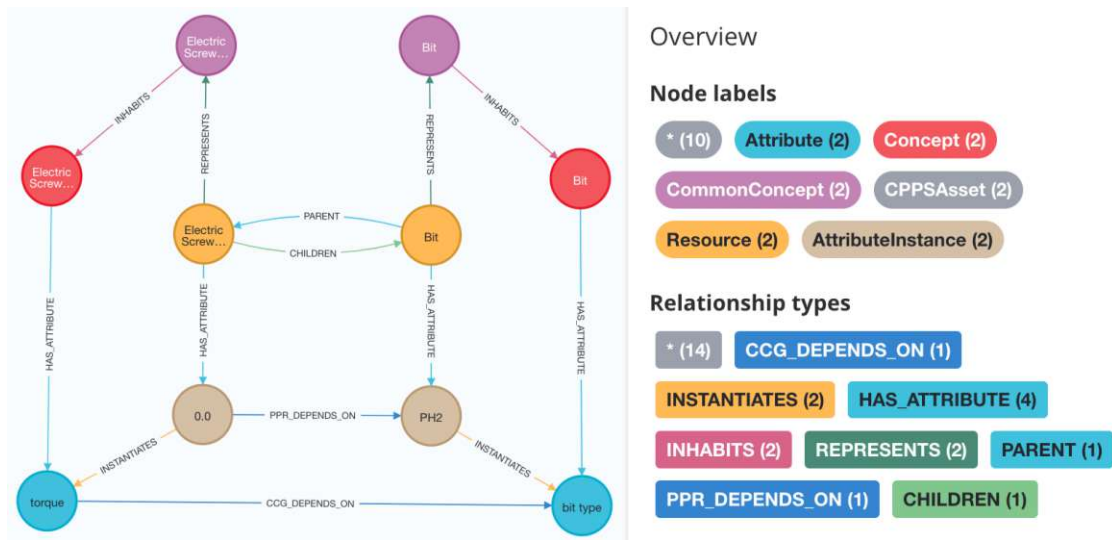 Electric
Screw...
Bit
INHABITS
REPRESENTS
REPRESENTS
INHABITS
Electric
Screw...
Bit
Electric
Screw...
PARENT
CHILDREN
Bit
HAS_ATTRIBUTE
HAS_ATTRIBUTE
HAS_ATTRIBUTE
HAS_ATTRIBUTE
0.0
PPR_DEPENDS_ON
PH2
INSTANTIATES
INSTANTIATES
torque
CCG_DEPENDS_ON
bit type
Overview
Node labels
* (10) Attribute (2) Concept (2)
CommonConcept (2) CPPSAsset (2)
Resource (2) AttributeInstance (2)
Relationship types
* (14) CCG_DEPENDS_ON (1)
INSTANTIATES (2) HAS_ATTRIBUTE (4)
INHABITS (2) REPRESENTS (2) PARENT (1)
PPR_DEPENDS_ON (1) CHILDREN (1)